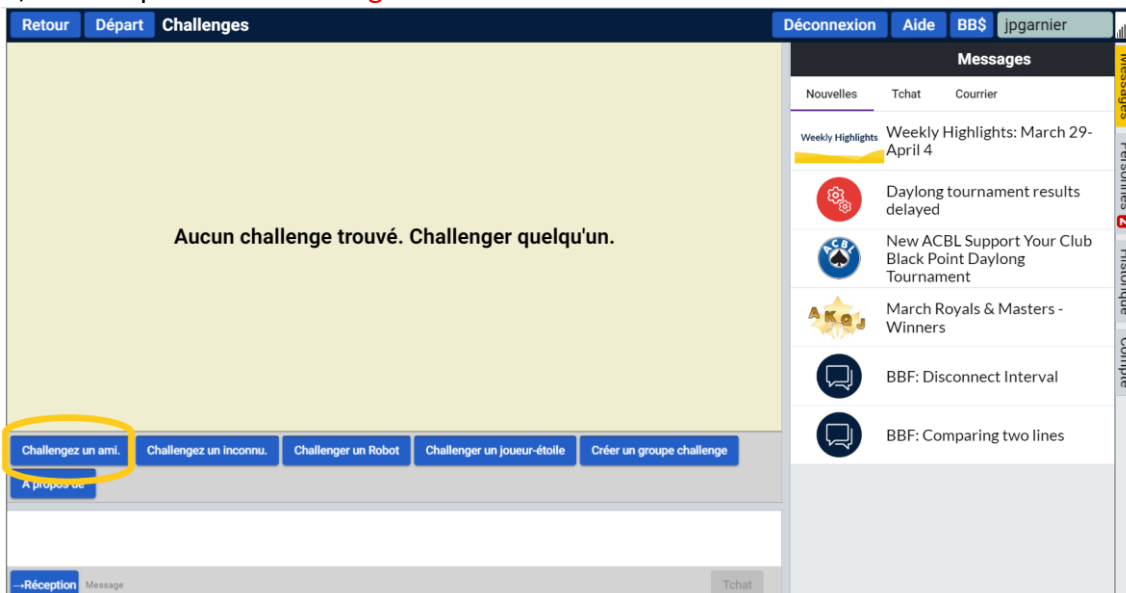 Retour Départ Challenges Déconnexion Aide BB$ jpgarnier
Messages
Nouvelles Tchat Courrier
Weekly Highlights
Weekly Highlights: March 29-
April 4
Daylong tournament results
delayed
ACBL
New ACBL Support Your Club
Black Point Daylong
Tournament
A K Q J
March Royals & Masters -
Winners
BBF: Disconnect Interval
BBF: Comparing two lines
Messages
Personnes 2
Historique
Compte
Aucun challenge trouvé. Challenger quelqu'un.
Challengez un ami. Challengez un inconnu. Challenger un Robot Challenger un joueur-étoile Créer un groupe challenge
A propos de
→Réception Message Tchat